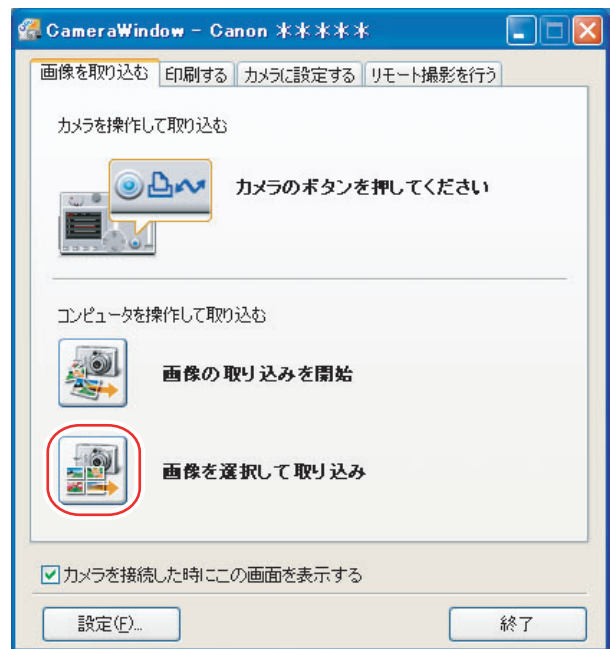 CameraWindow - Canon ＊＊＊＊＊
画像を取り込む 印刷する カメラに設定する リモート撮影を行う
カメラを操作して取り込む
カメラのボタンを押してください
コンピュータを操作して取り込む
画像の取り込みを開始
画像を選択して取り込み
カメラを接続した時にこの画面を表示する
設定(F)... 終了